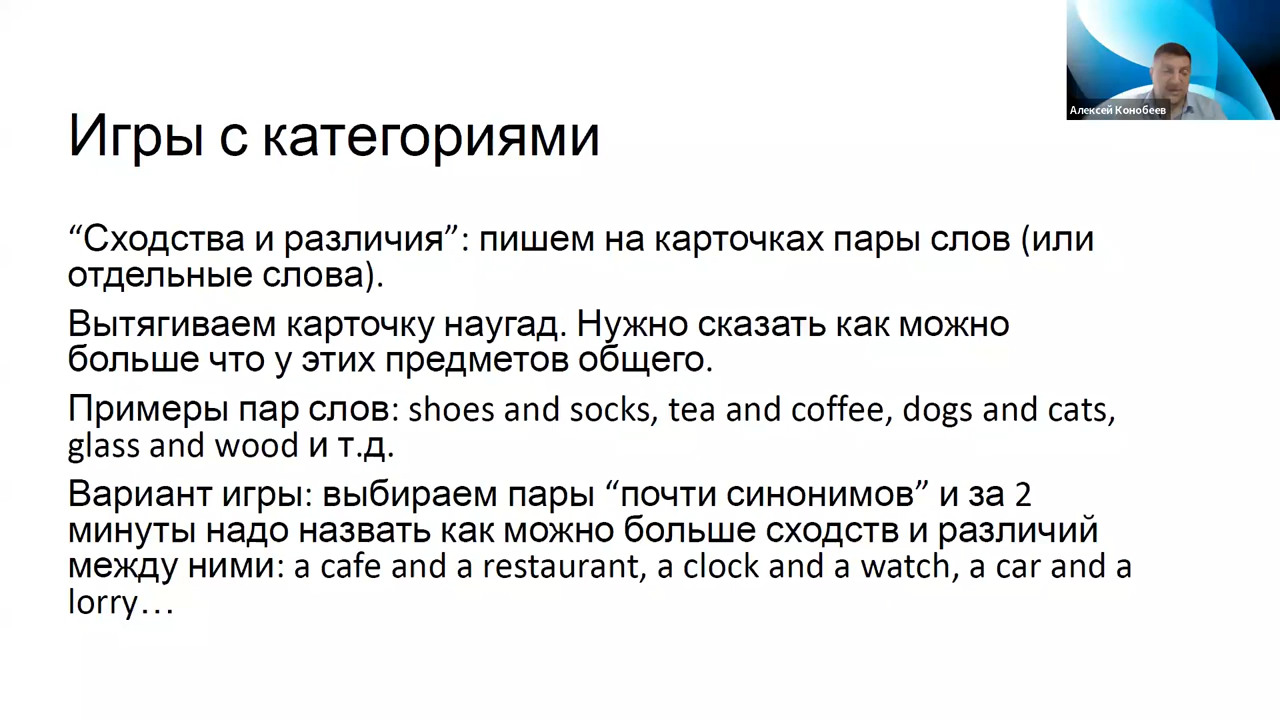 Алексей Конобеев
Игры с категориями
“Сходства и различия”: пишем на карточках пары слов (или
отдельные слова).
Вытягиваем карточку наугад. Нужно сказать как можно
больше что у этих предметов общего.
Примеры пар слов: shoes and socks, tea and coffee, dogs and cats,
glass and wood и т.д.
Вариант игры: выбираем пары “почти синонимов” и за 2
минуты надо назвать как можно больше сходств и различий
между ними: a cafe and a restaurant, a clock and a watch, a car and a
lorry…